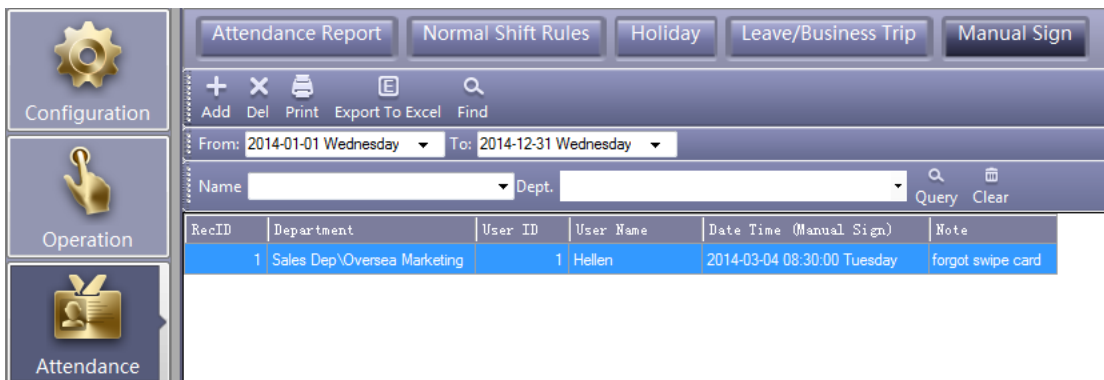 Attendance Report Normal Shift Rules Holiday Leave/Business Trip Manual Sign
Add Del Print Export To Excel Find
From: 2014-01-01 Wednesday To: 2014-12-31 Wednesday
Name Dept. Query Clear
RecID Department User ID User Name Date Time (Manual Sign) Note
1 Sales Dep\Oversea Marketing 1 Hellen 2014-03-04 08:30:00 Tuesday forgot swipe card
Configuration
Operation
Attendance